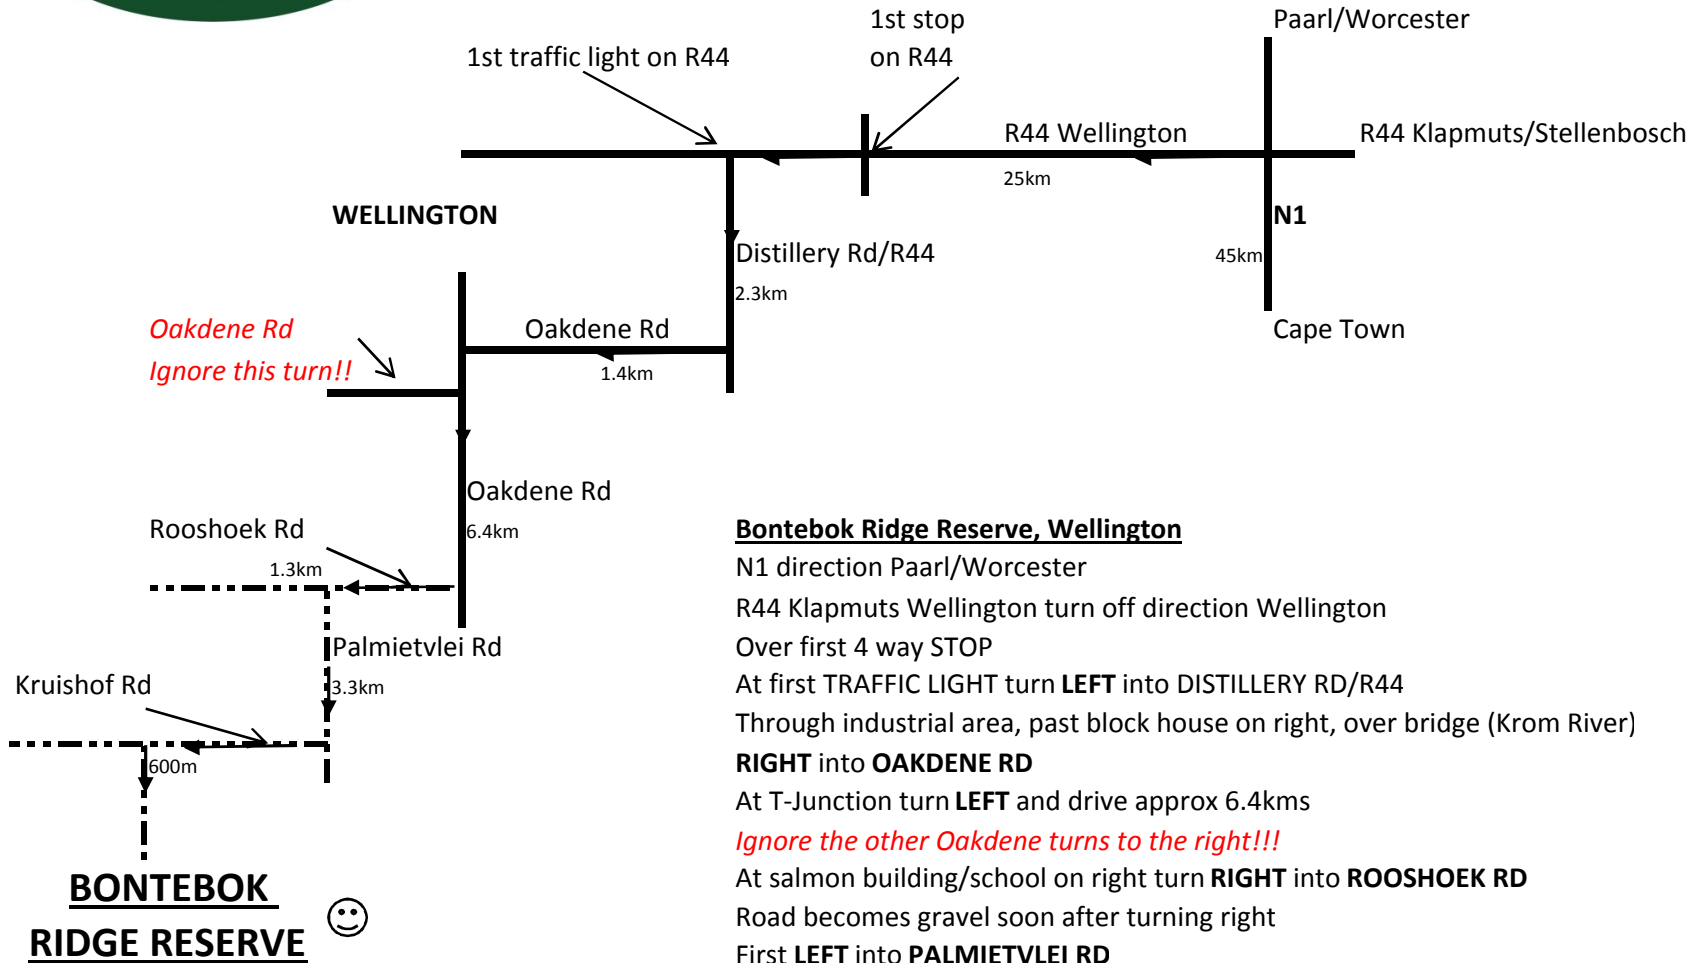 1st stop
on R44
Paarl/Worcester
1st traffic light on R44
R44 Wellington
R44 Klapmuts/Stellenbosch
25km
WELLINGTON
N1
Distillery Rd/R44
45km
2.3km
Oakdene Rd
Ignore this turn!!
Oakdene Rd
Cape Town
1.4km
Oakdene Rd
6.4km
Rooshoek Rd
1.3km
Palmietvlei Rd
3.3km
Kruishof Rd
600m
BONTEBOK
RIDGE RESERVE
Bontebok Ridge Reserve, Wellington
N1 direction Paarl/Worcester
R44 Klapmuts Wellington turn off direction Wellington
Over first 4 way STOP
At first TRAFFIC LIGHT turn LEFT into DISTILLERY RD/R44
Through industrial area, past block house on right, over bridge (Krom River)
RIGHT into OAKDENE RD
At T-Junction turn LEFT and drive approx 6.4kms
Ignore the other Oakdene turns to the right!!!
At salmon building/school on right turn RIGHT into ROOSHOEK RD
Road becomes gravel soon after turning right
First LEFT into PALMIETVLEI RD